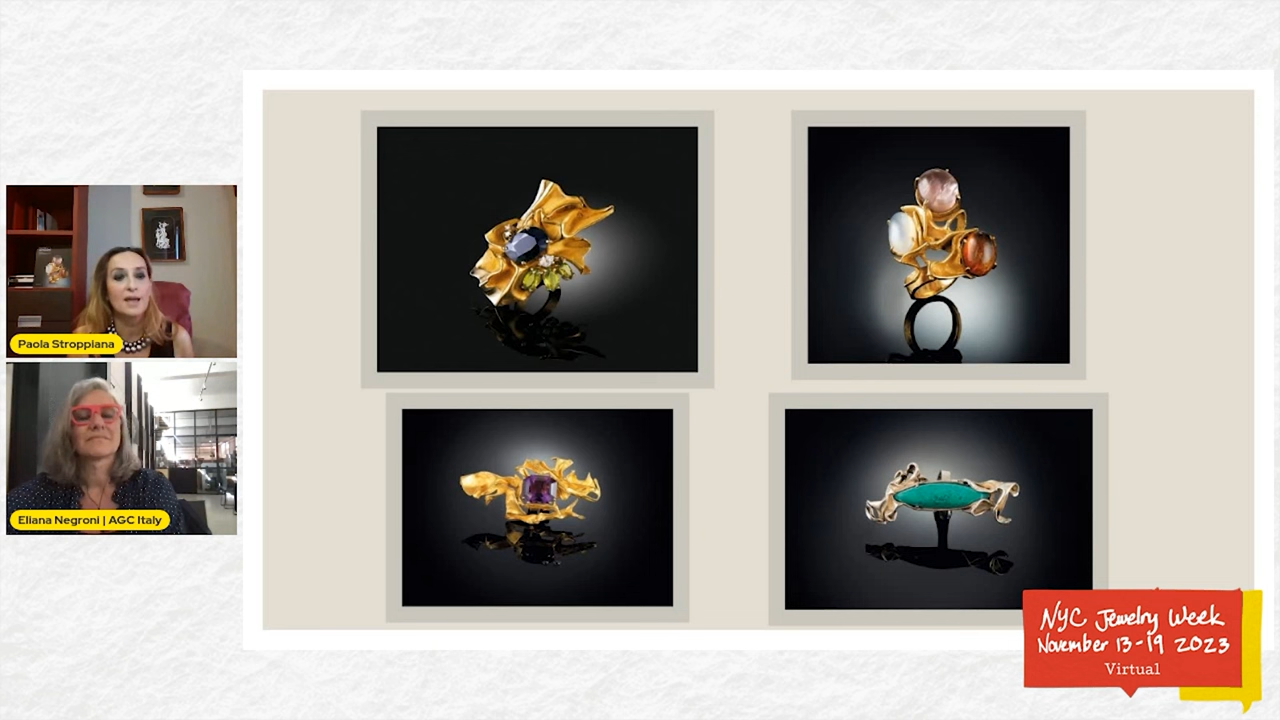 Paola Stroppiana
Eliana Negroni | AGC Italy
NYC Jewelry Week
November 13-19 2023
Virtual